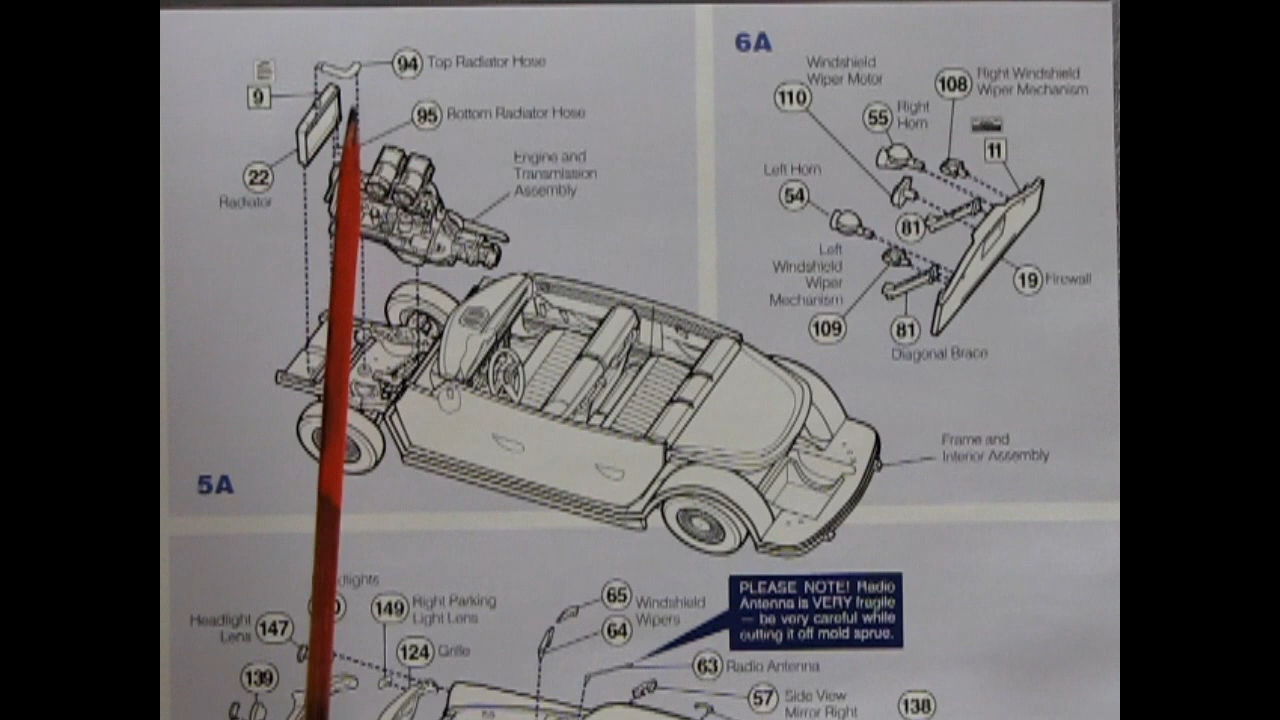 94 Top Radiator Hose
9
95 Bottom Radiator Hose
22
Radiator
Engine and
Transmission
Assembly
5A
Frame and
Interior Assembly
6A
Windshield
Wiper Motor
110
108 Right Windshield
Wiper Mechanism
55 Right
Horn
11
Left Horn
54
81
Left
Windshield
Wiper
Mechanism
109
19 Firewall
81
Diagonal Brace
149 Right Parking
Light Lens
Headlight
Lens 147
124 Grille
139
65 Windshield
64 Wipers
PLEASE NOTE! Radio
Antenna is VERY fragile
— be very careful while
cutting it off mold sprue.
63 Radio Antenna
57 Side View
Mirror Right
138